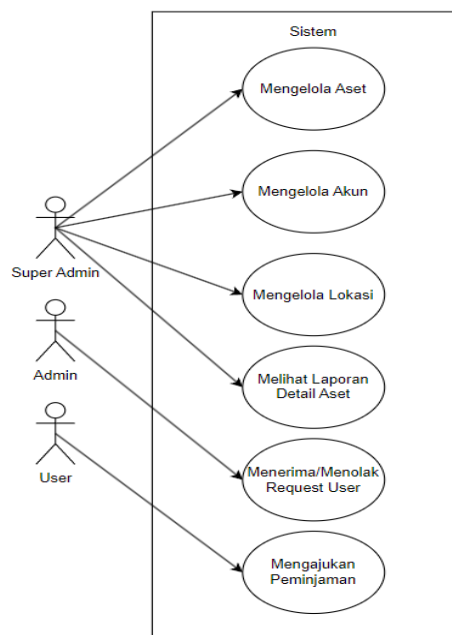 Sistem
Mengelola Aset
Mengelola Akun
Super Admin
Mengelola Lokasi
Admin
Melihat Laporan
Detail Aset
User
Menerima/Menolak
Request User
Mengajukan
Peminjaman